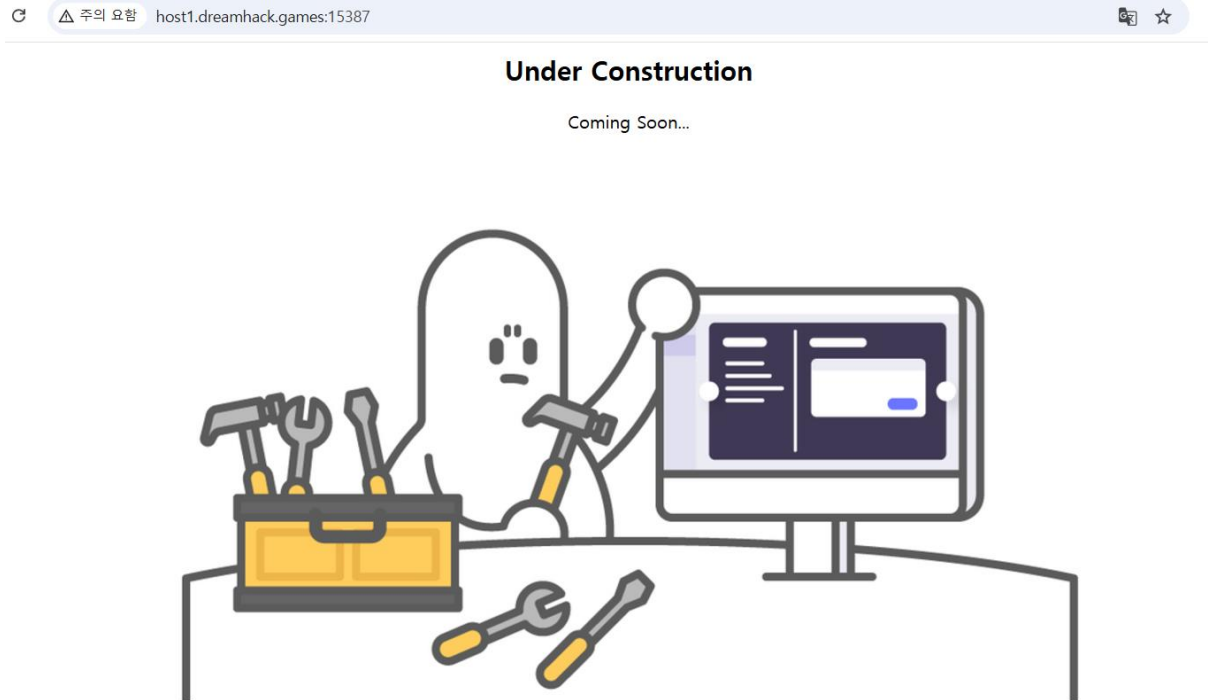 주의 요함 host1.dreamhack.games:15387
Under Construction
Coming Soon...